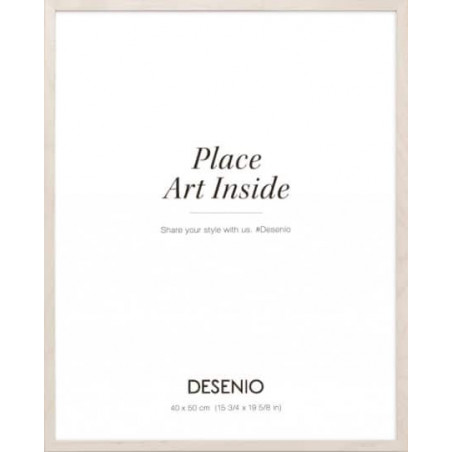 Place
Art Inside
Share your style with us. #Desenio
DESENIO
40 x 50 cm (15 3/4 x 19 5/8 in)